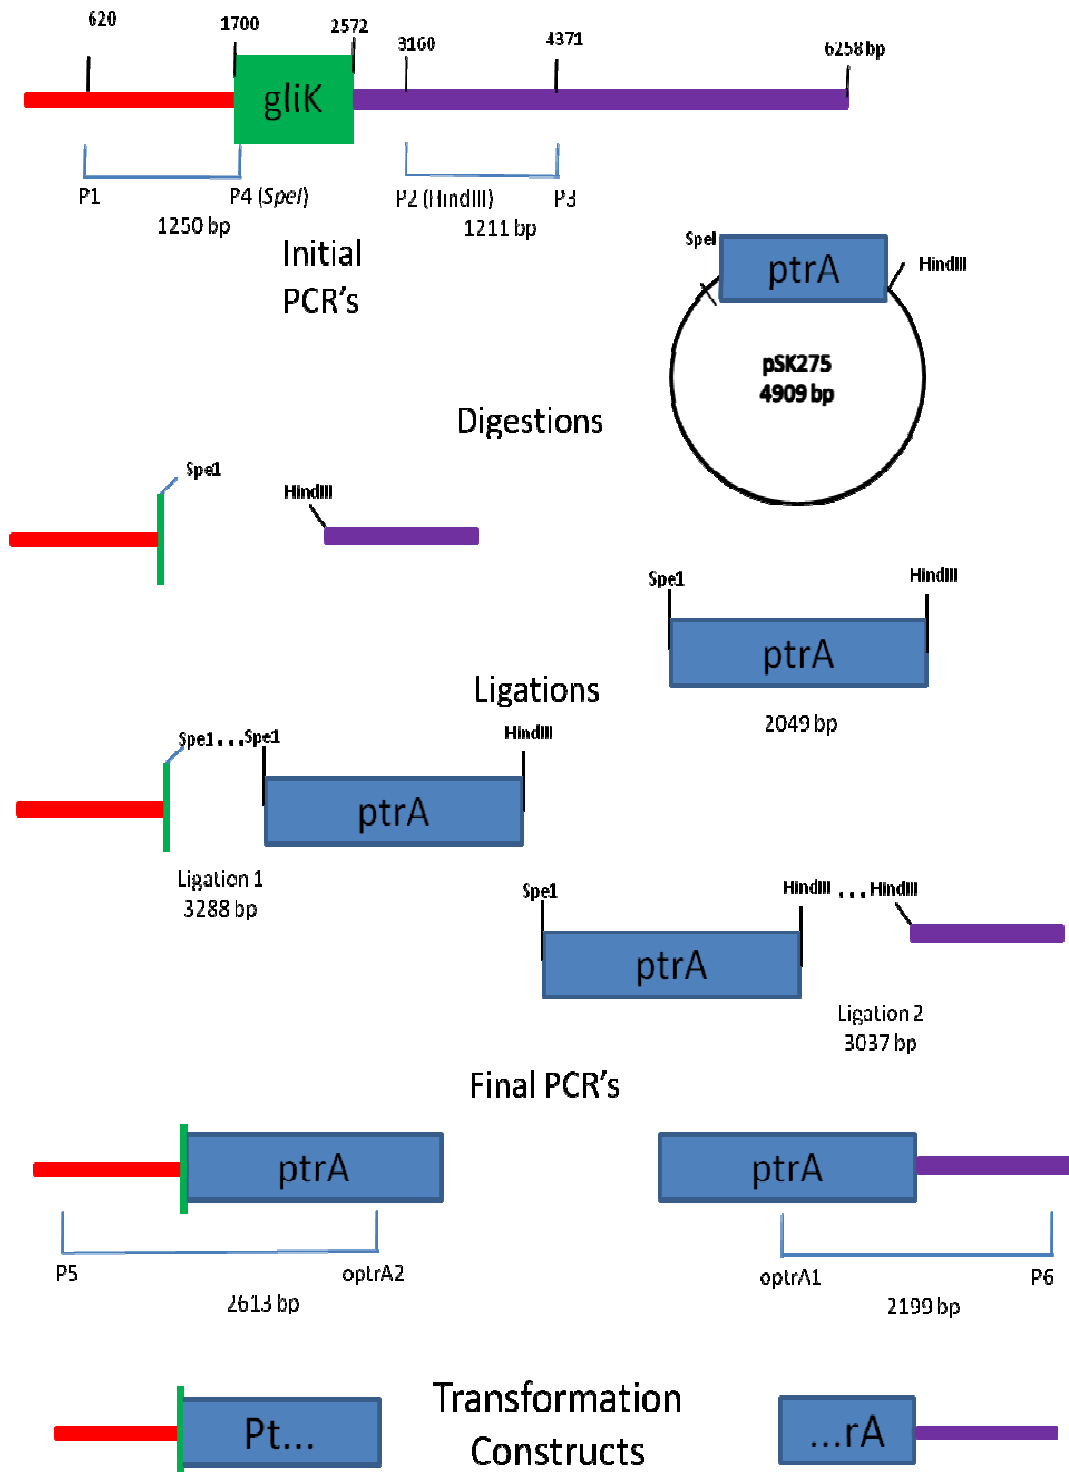 620
1700
2572
3160
4371
6258 bp
gliK
P1
P4 (SpeI)
P2 (HindIII)
P3
1250 bp
1211 bp
Initial
PCR's
SpeI
ptrA
HindIII
pSK275
4909 bp
Digestions
Spe1
HindIII
Spe1
HindIII
ptrA
2049 bp
Ligations
Spe1...Spe1
HindIII
ptrA
Ligation 1
3288 bp
Spe1
HindIII ... HindIII
ptrA
Ligation 2
3037 bp
Final PCR's
ptrA
ptrA
P5
optrA2
optrA1
P6
2613 bp
2199 bp
Transformation
Constructs
Pt...
...rA